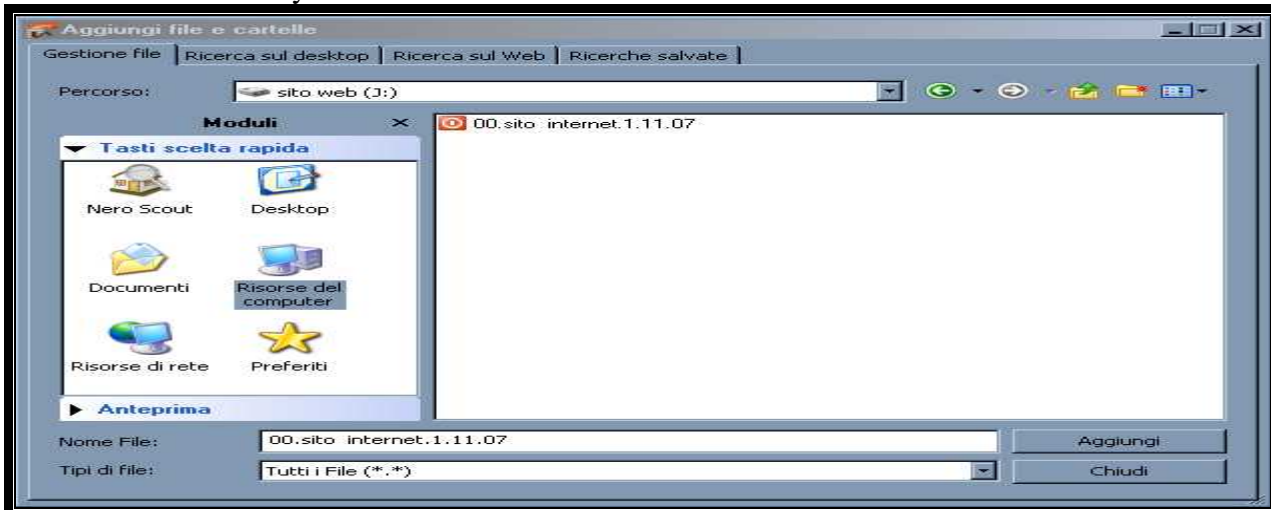 Aggiungi file e cartelle
Gestione file Ricerca sul desktop Ricerca sul Web Ricerche salvate
Percorso: sito web (J:)
Moduli
00.sito internet.1.11.07
Tasti scelta rapida
Nero Scout Desktop
Documenti Risorse del computer
Risorse di rete Preferiti
Anteprima
Nome File: 00.sito internet.1.11.07 Aggiungi
Tipi di file: Tutti i File (*.*) Chiudi